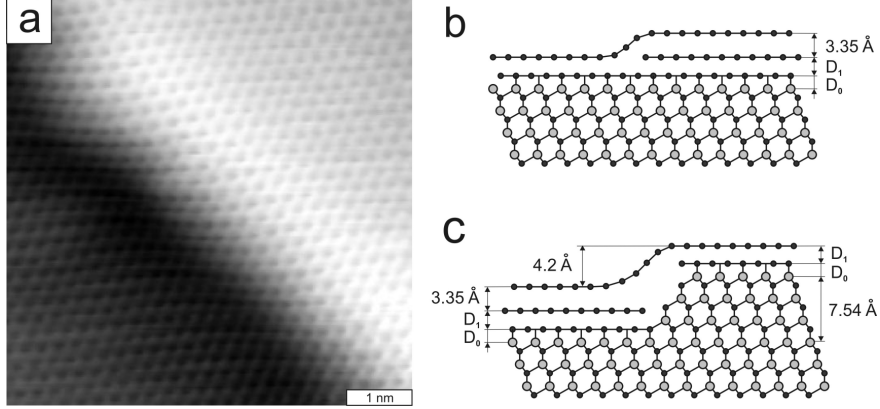 a
1 nm
b
3.35 Å
D₁
D₀
c
4.2 Å
3.35 Å
D₁
D₀
D₁
D₀
7.54 Å